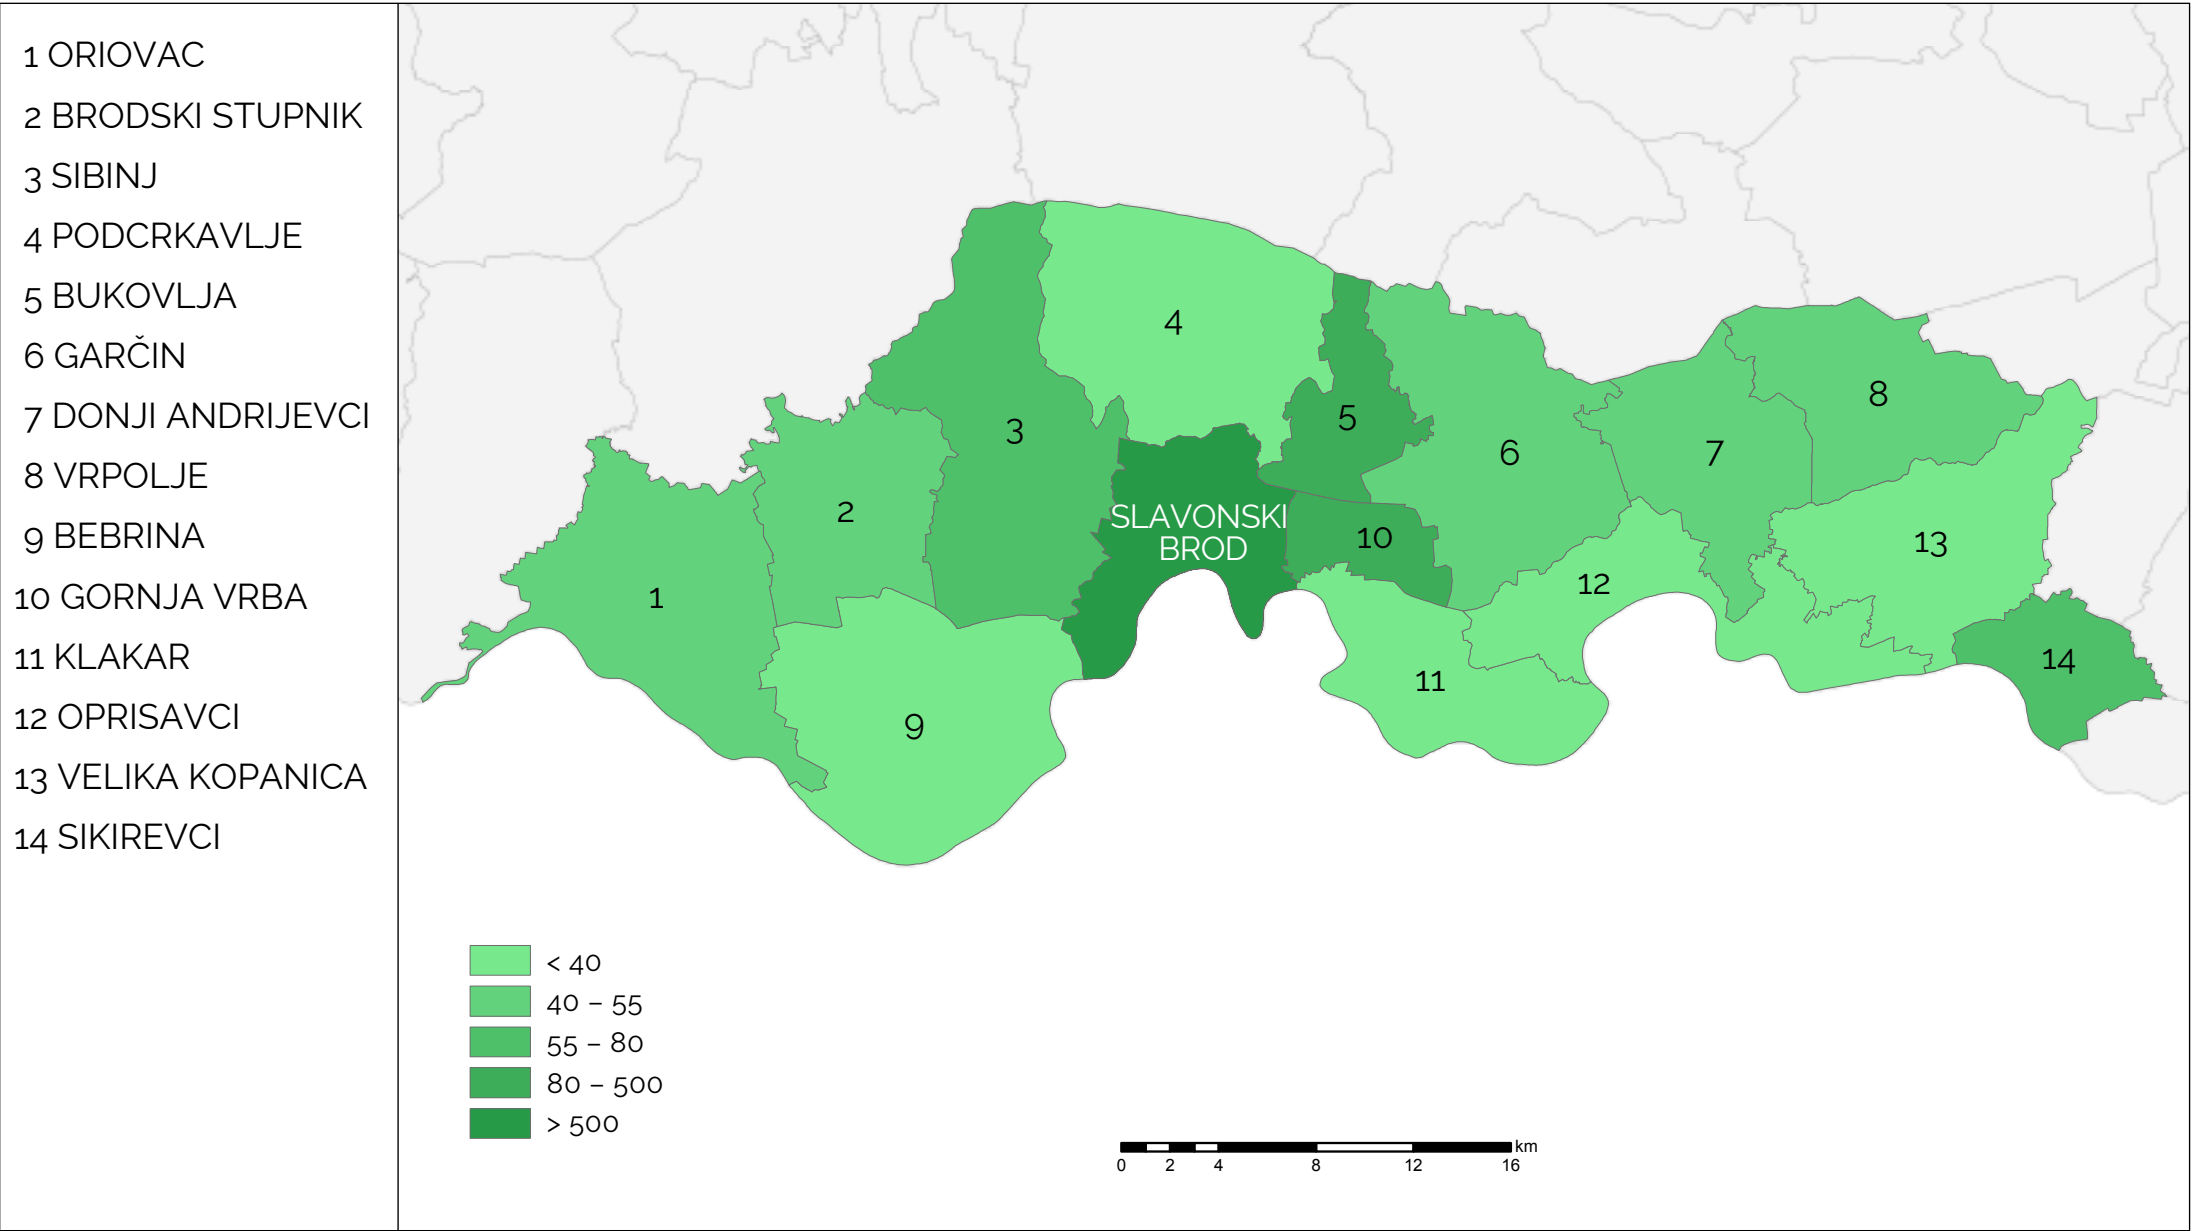 1 ORIOVAC
2 BRODSKI STUPNIK
3 SIBINJ
4 PODCRKAVLJE
5 BUKOVLJA
6 GARČIN
7 DONJI ANDRIJEVCI
8 VRPOLJE
9 BEBRINA
10 GORNJA VRBA
11 KLAKAR
12 OPRISAVCI
13 VELIKA KOPANICA
14 SIKIREVCI
4
8
5
3
6
7
2
SLAVONSKI
BROD
10
13
12
1
14
11
9
< 40
40 – 55
55 – 80
80 – 500
> 500
km
0 2 4 8 12 16